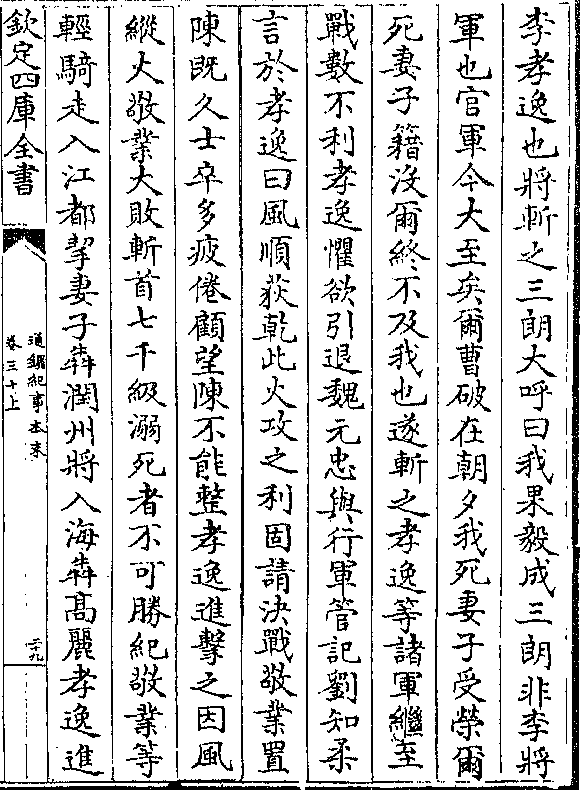 李孝逸也將斬之三朗大呼曰我果毅成三朗非李將
軍也官軍今大至矣爾曹破在朝夕我死妻子受榮爾
死妻子籍沒爾終不及我也遂斬之孝逸等諸軍繼至
戰數不利孝逸懼欲引退魏元忠與行軍管記劉知柔
言於孝逸曰風順荻乾此火攻之利固請決戰敬業置
陳既久士卒多疲倦顧望陳不能整孝逸進擊之因風
縱火敬業大敗斬首七千級溺死者不可勝紀敬業等
輕騎走入江都挈妻子犇潤州將入海犇髙麗孝逸進
欽定四庫全書
通鑑紀事本末
卷三十上
二十九